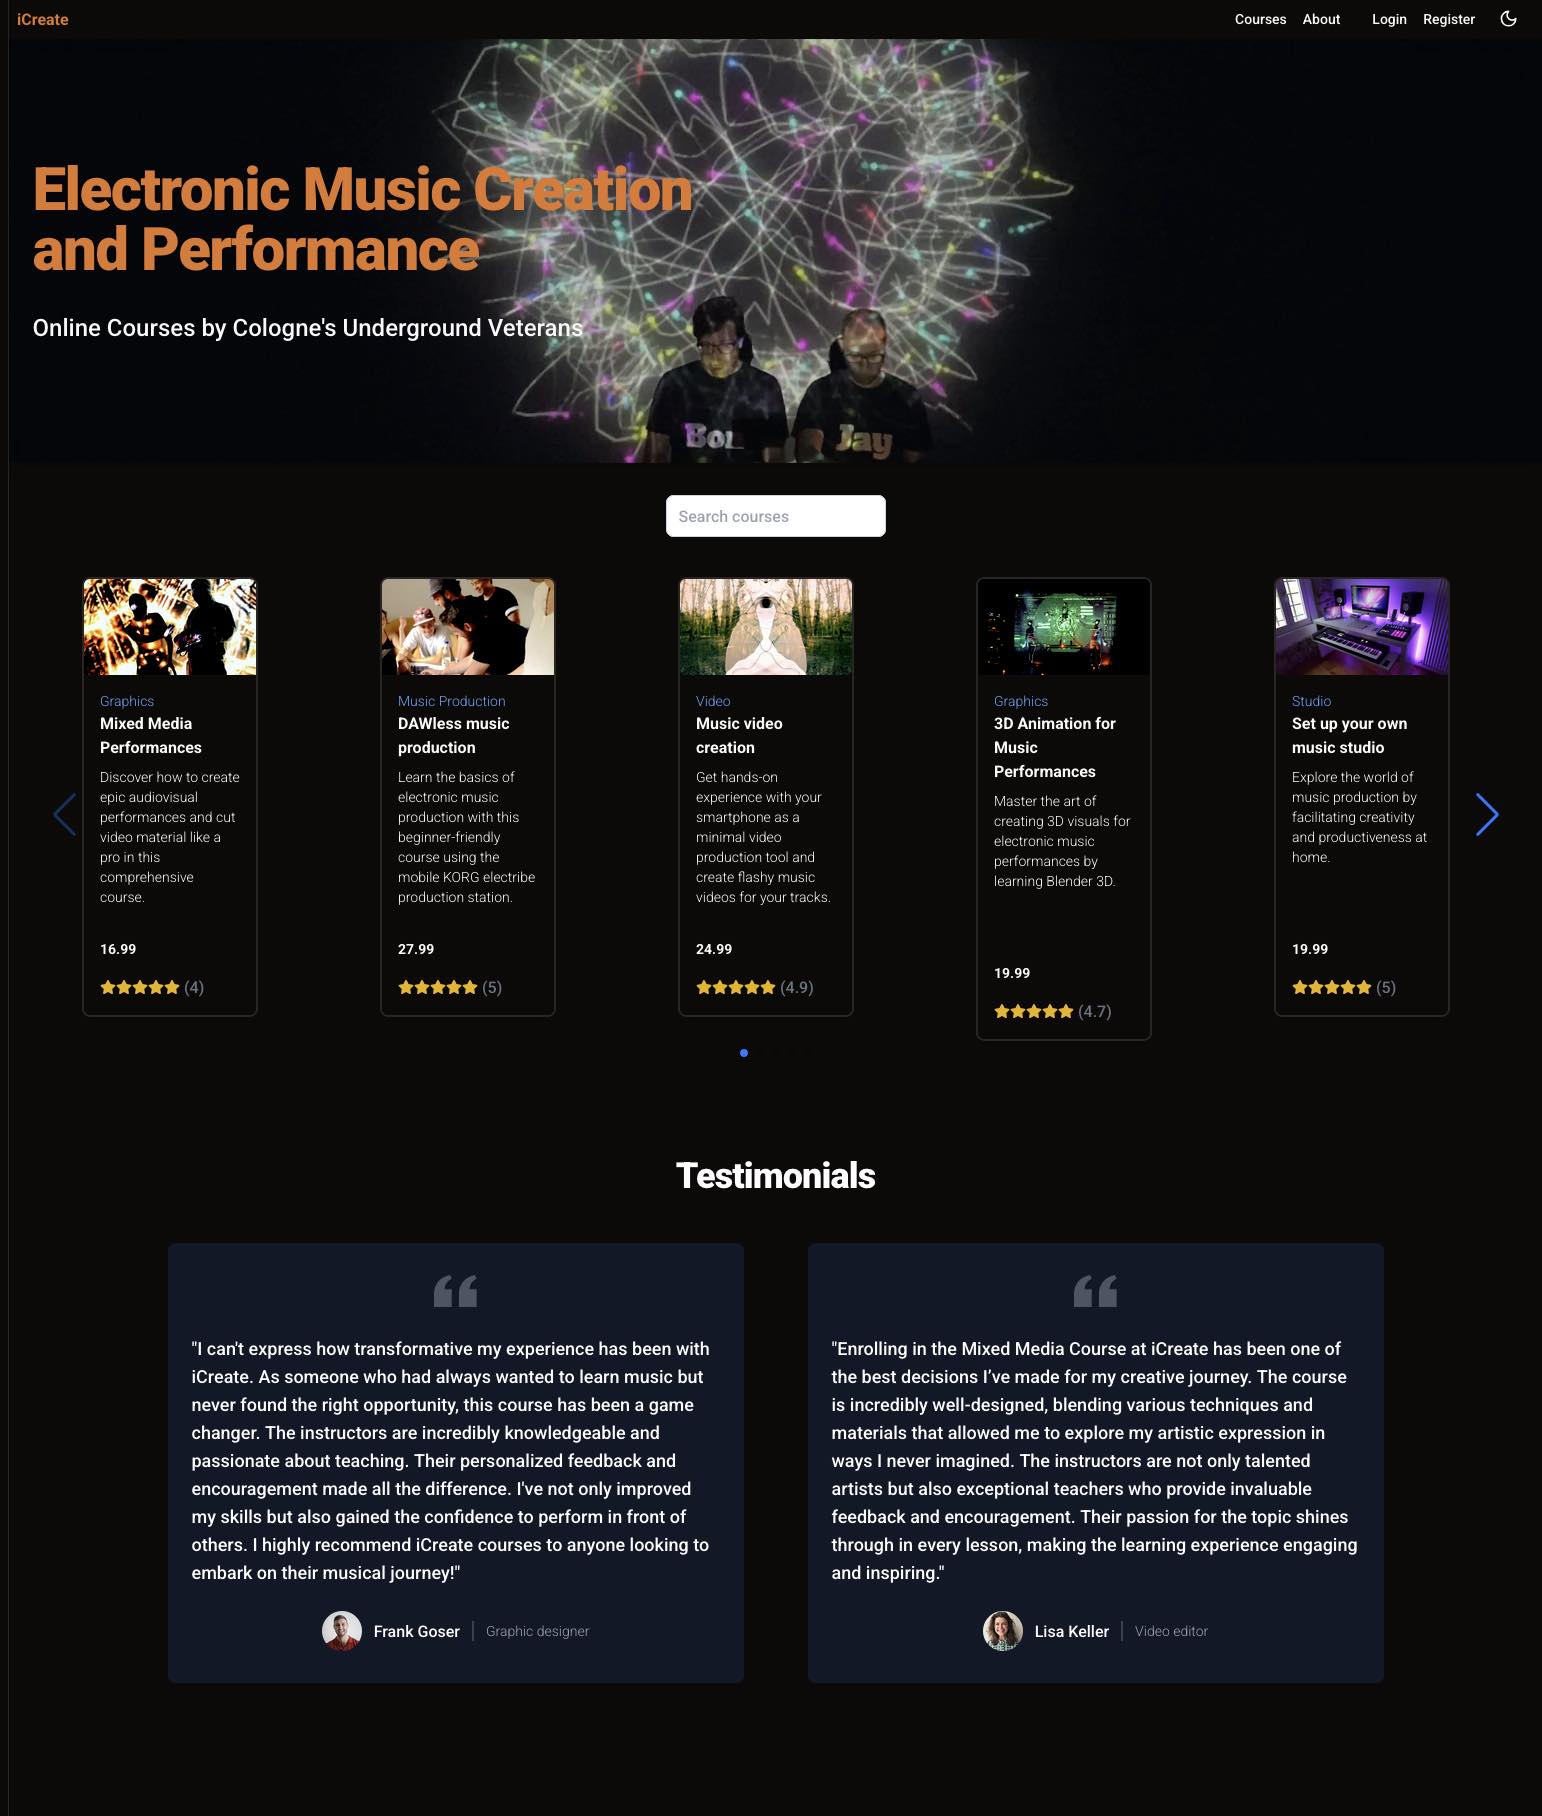 iCreate
Courses About Login Register
Electronic Music Creation
and Performance
Online Courses by Cologne's Underground Veterans
Jay
Search courses
Graphics
Mixed Media
Performances
Discover how to create
epic audiovisual
performances and cut
video material like a
pro in this
comprehensive
course.
16.99
(4)
Music Production
DAWless music
production
Learn the basics of
electronic music
production with this
beginner-friendly
course using the
mobile KORG electribe
production station.
27.99
(5)
Video
Music video
creation
Get hands-on
experience with your
smartphone as a
minimal video
production tool and
create flashy music
videos for your tracks.
24.99
(4.9)
Graphics
3D Animation for
Music
Performances
Master the art of
creating 3D visuals for
electronic music
performances by
learning Blender 3D.
19.99
(4.7)
Studio
Set up your own
music studio
Explore the world of
music production by
facilitating creativity
and productiveness at
home.
19.99
(5)
Testimonials
"I can't express how transformative my experience has been with
iCreate. As someone who had always wanted to learn music but
never found the right opportunity, this course has been a game
changer. The instructors are incredibly knowledgeable and
passionate about teaching. Their personalized feedback and
encouragement made all the difference. I've not only improved
my skills but also gained the confidence to perform in front of
others. I highly recommend iCreate courses to anyone looking to
embark on their musical journey!"
Frank Goser
Graphic designer
"Enrolling in the Mixed Media Course at iCreate has been one of
the best decisions I’ve made for my creative journey. The course
is incredibly well-designed, blending various techniques and
materials that allowed me to explore my artistic expression in
ways I never imagined. The instructors are not only talented
artists but also exceptional teachers who provide invaluable
feedback and encouragement. Their passion for the topic shines
through in every lesson, making the learning experience engaging
and inspiring."
Lisa Keller
Video editor